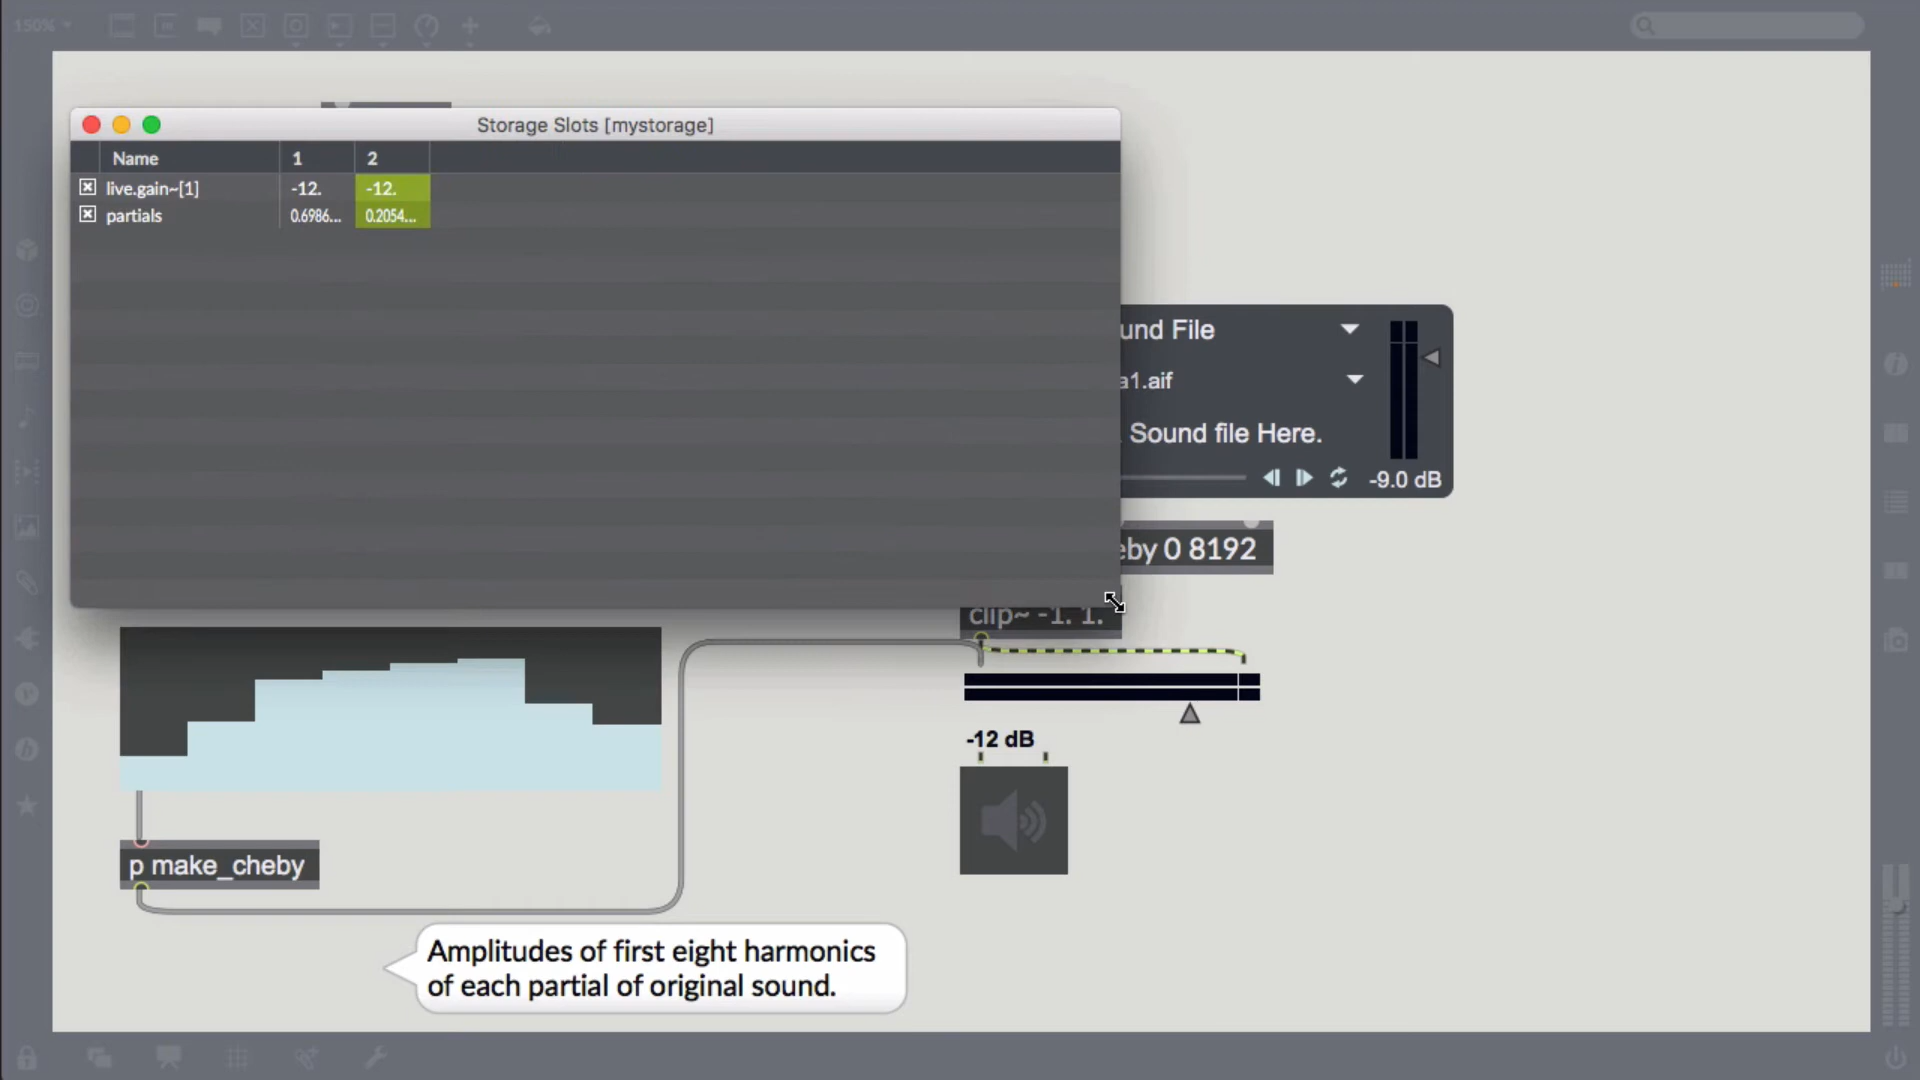 150%
Storage Slots [mystorage]
Name 1 2
live.gain~[1] -12. -12.
partials 0.6986... 0.2054...
und File
a1.aif
Sound file Here.
-9.0 dB
eby 0 8192
clip~ -1. 1.
-12 dB
p make_cheby
Amplitudes of first eight harmonics
of each partial of original sound.